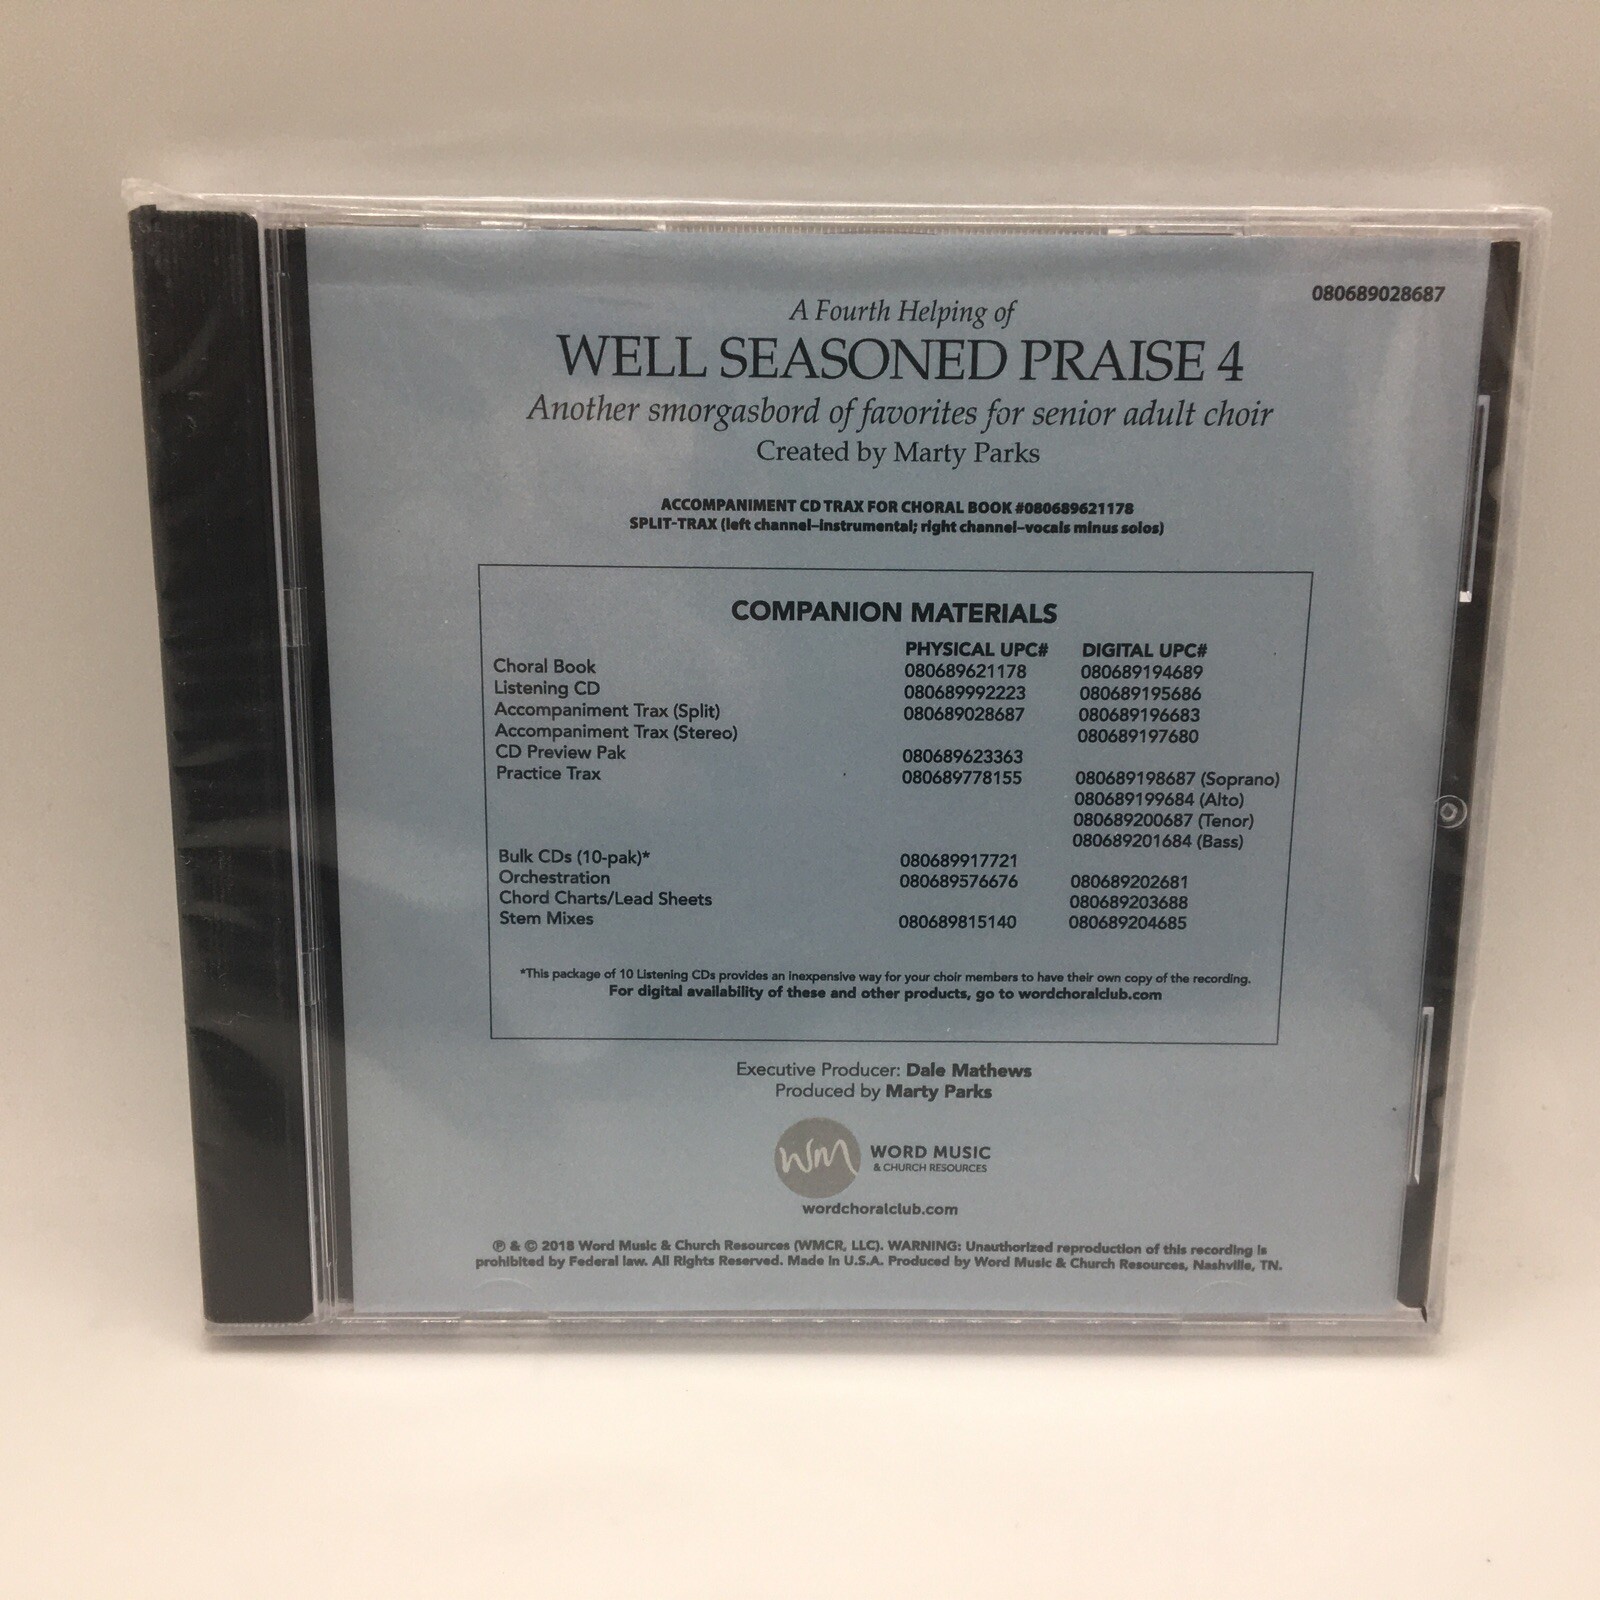 080689028687
A Fourth Helping of
WELL SEASONED PRAISE 4
Another smorgasbord of favorites for senior adult choir
Created by Marty Parks
ACCOMPANIMENT CD TRAX FOR CHORAL BOOK #080689621178
SPLIT-TRAX (left channel–instrumental; right channel–vocals minus solos)
COMPANION MATERIALS
PHYSICAL UPC# DIGITAL UPC#
Choral Book 080689621178 080689194689
Listening CD 080689992223 080689195686
Accompaniment Trax (Split) 080689028687 080689196683
Accompaniment Trax (Stereo) 080689197680
CD Preview Pak 080689623363
Practice Trax 080689778155 080689198687 (Soprano)
080689199684 (Alto)
080689200687 (Tenor)
080689201684 (Bass)
Bulk CDs (10-pak)* 080689917721
Orchestration 080689576676 080689202681
Chord Charts/Lead Sheets 080689203688
Stem Mixes 080689815140 080689204685
*This package of 10 Listening CDs provides an inexpensive way for your choir members to have their own copy of the recording.
For digital availability of these and other products, go to wordchoralclub.com
Executive Producer: Dale Mathews
Produced by Marty Parks
WM
WORD MUSIC
& CHURCH RESOURCES
wordchoralclub.com
℗ & © 2018 Word Music & Church Resources (WMCR, LLC). WARNING: Unauthorized reproduction of this recording is
prohibited by Federal law. All Rights Reserved. Made in U.S.A. Produced by Word Music & Church Resources, Nashville, TN.